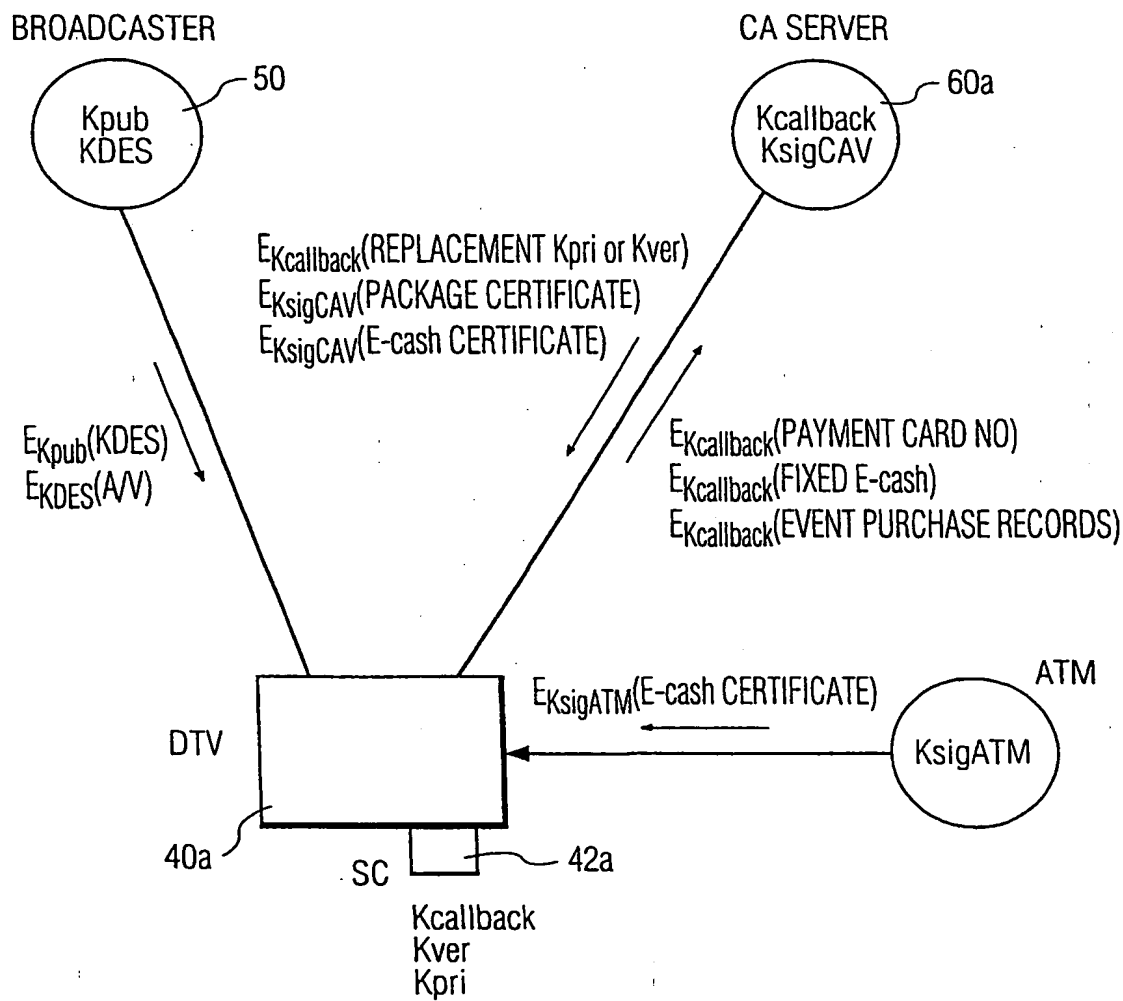 BROADCASTER
50
Kpub
KDES
CA SERVER
60a
Kcallback
KsigCAV
EKcallback(REPLACEMENT Kpri or Kver)
EKsigCAV(PACKAGE CERTIFICATE)
EKsigCAV(E-cash CERTIFICATE)
EKpub(KDES)
EKDES(A/V)
EKcallback(PAYMENT CARD NO)
EKcallback(FIXED E-cash)
EKcallback(EVENT PURCHASE RECORDS)
DTV
40a
EKsigATM(E-cash CERTIFICATE)
ATM
KsigATM
SC
42a
Kcallback
Kver
Kpri